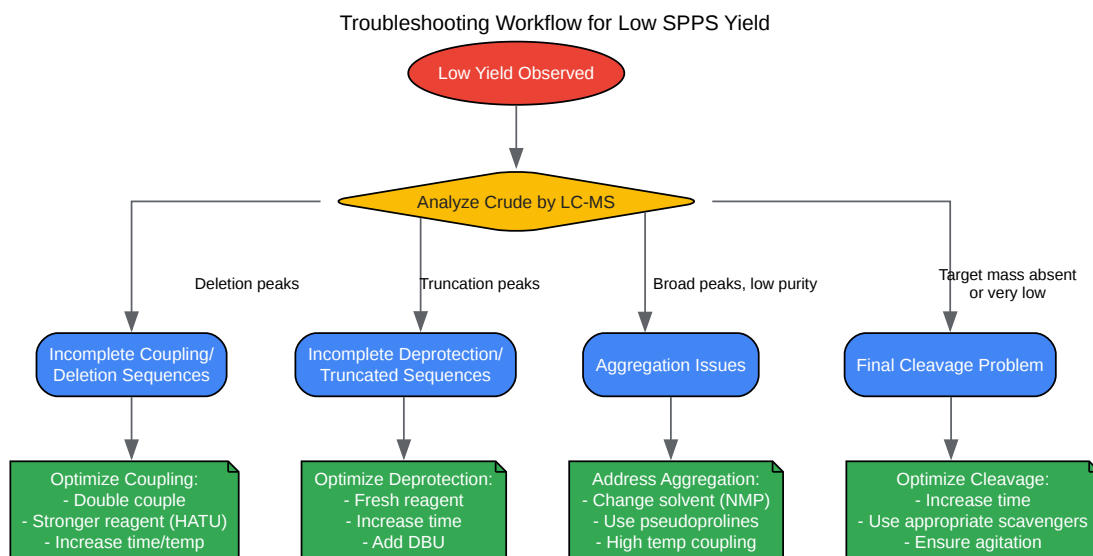 Troubleshooting Workflow for Low SPPS Yield
Low Yield Observed
Analyze Crude by LC-MS
Deletion peaks
Truncation peaks
Broad peaks, low purity
Target mass absent
or very low
Incomplete Coupling/
Deletion Sequences
Incomplete Deprotection/
Truncated Sequences
Aggregation Issues
Final Cleavage Problem
Optimize Coupling:
- Double couple
- Stronger reagent (HATU)
- Increase time/temp
Optimize Deprotection:
- Fresh reagent
- Increase time
- Add DBU
Address Aggregation:
- Change solvent (NMP)
- Use pseudoprolines
- High temp coupling
Optimize Cleavage:
- Increase time
- Use appropriate scavengers
- Ensure agitation